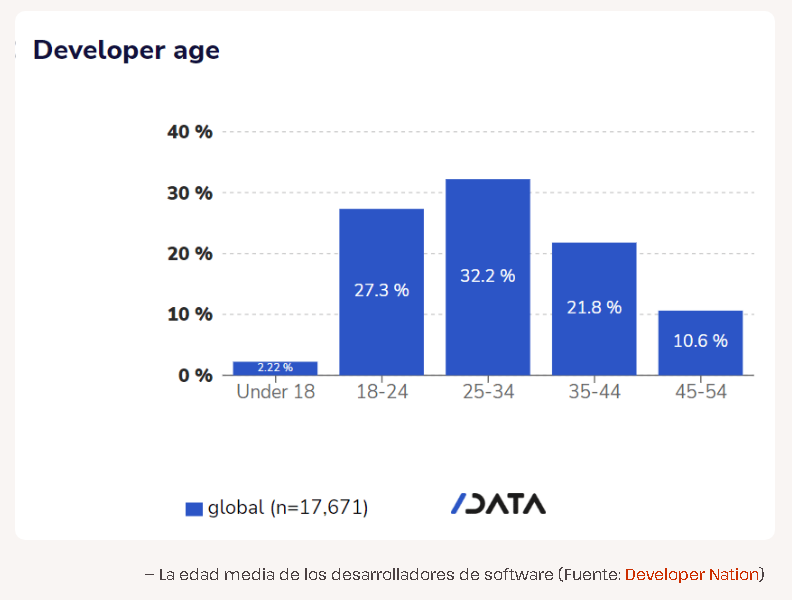 Developer age
40 %
30 %
20 %
10 %
0 %
2.22 %
27.3 %
32.2 %
21.8 %
10.6 %
Under 18
18-24
25-34
35-44
45-54
global (n=17,671)
/DATA
– La edad media de los desarrolladores de software (Fuente: Developer Nation)